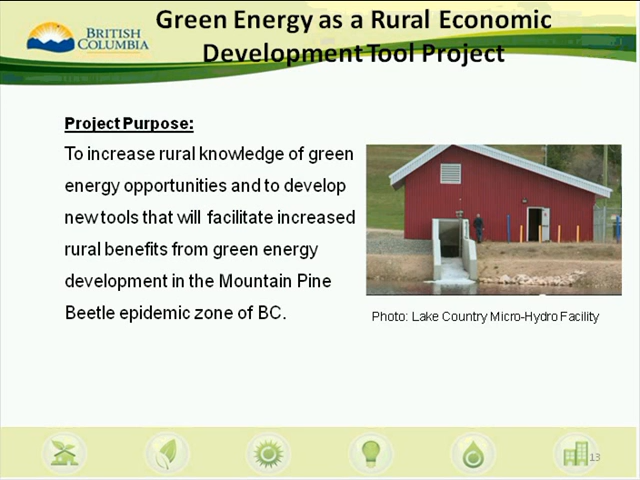 BRITISH
COLUMBIA
Green Energy as a Rural Economic
Development Tool Project
Project Purpose:
To increase rural knowledge of green
energy opportunities and to develop
new tools that will facilitate increased
rural benefits from green energy
development in the Mountain Pine
Beetle epidemic zone of BC.
Photo: Lake Country Micro-Hydro Facility
13